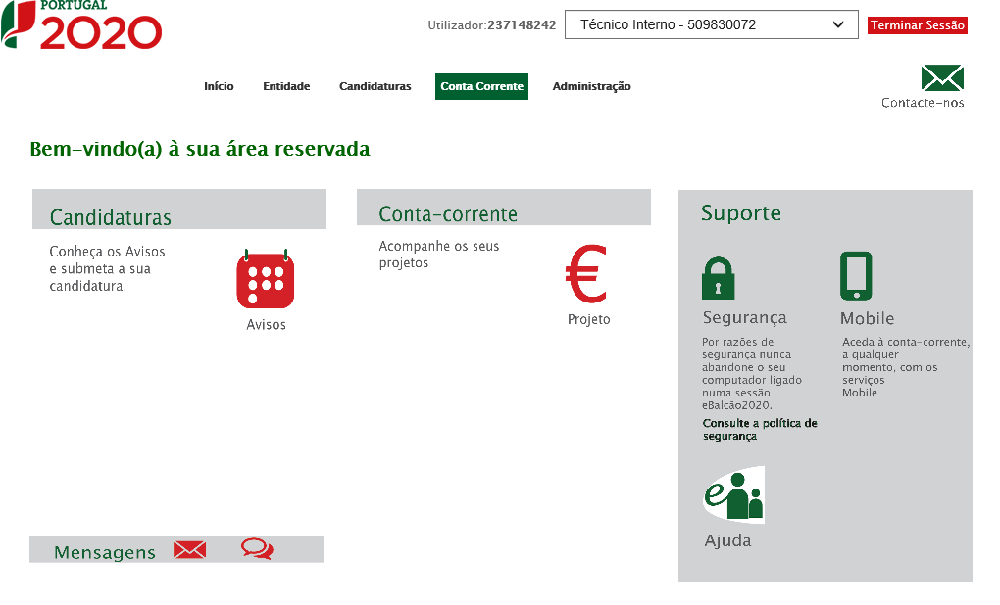 PORTUGAL
2020
Utilizador:237148242
Técnico Interno - 509830072
Terminar Sessão
Início
Entidade
Candidaturas
Conta Corrente
Administração
Contacte-nos
Bem-vindo(a) à sua área reservada
Candidaturas
Conheça os Avisos
e submeta a sua
candidatura.
Avisos
Conta-corrente
Acompanhe os seus
projetos
€
Projeto
Suporte
Segurança
Por razões de
segurança nunca
abandone o seu
computador ligado
numa sessão
eBalcão2020.
Consulte a política de
segurança
Mobile
Aceda à conta-corrente,
a qualquer
momento, com os
serviços
Mobile
e
Ajuda
Mensagens